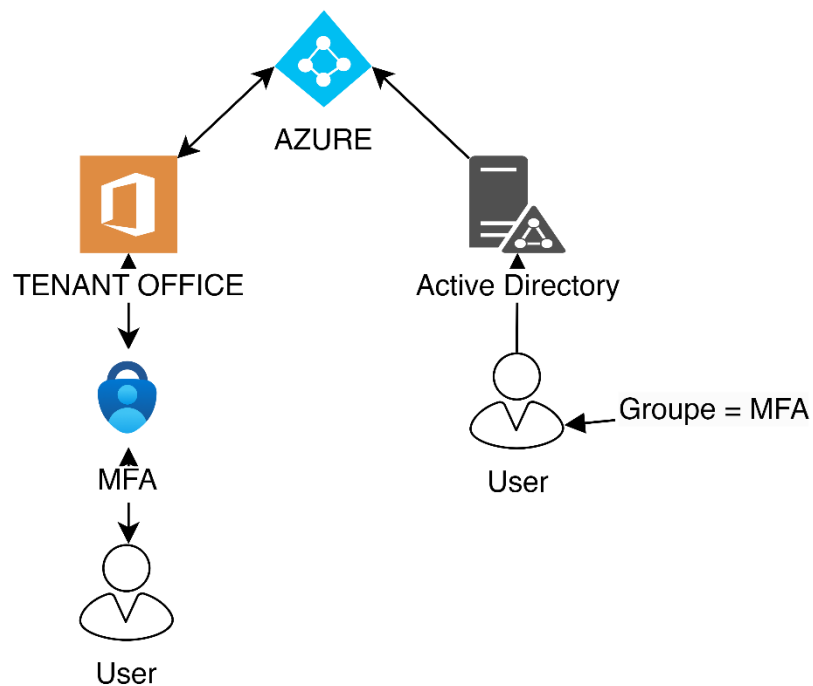 AZURE
TENANT OFFICE
Active Directory
Groupe = MFA
MFA
User
User